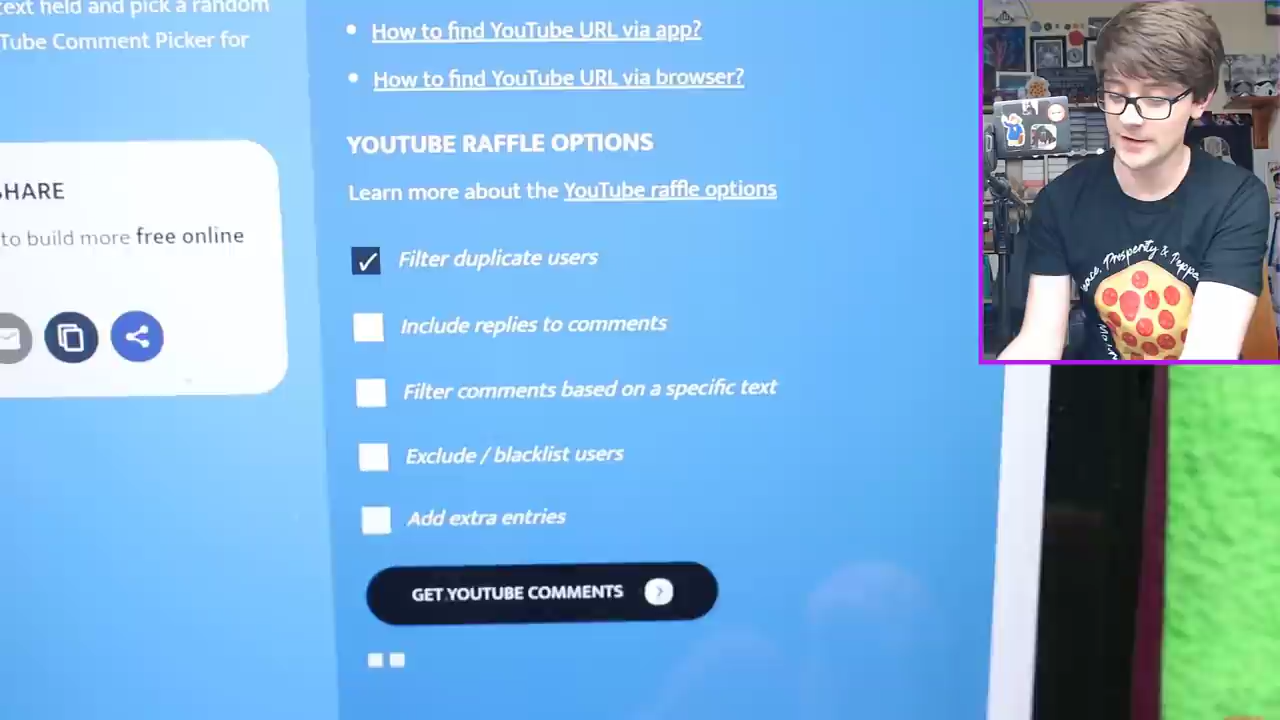 text held and pick a random
Tube Comment Picker for
SHARE
to build more free online
How to find YouTube URL via app?
How to find YouTube URL via browser?
YOUTUBE RAFFLE OPTIONS
Learn more about the YouTube raffle options
Filter duplicate users
Include replies to comments
Filter comments based on a specific text
Exclude / blacklist users
Add extra entries
GET YOUTUBE COMMENTS
Peace, Prosperity &